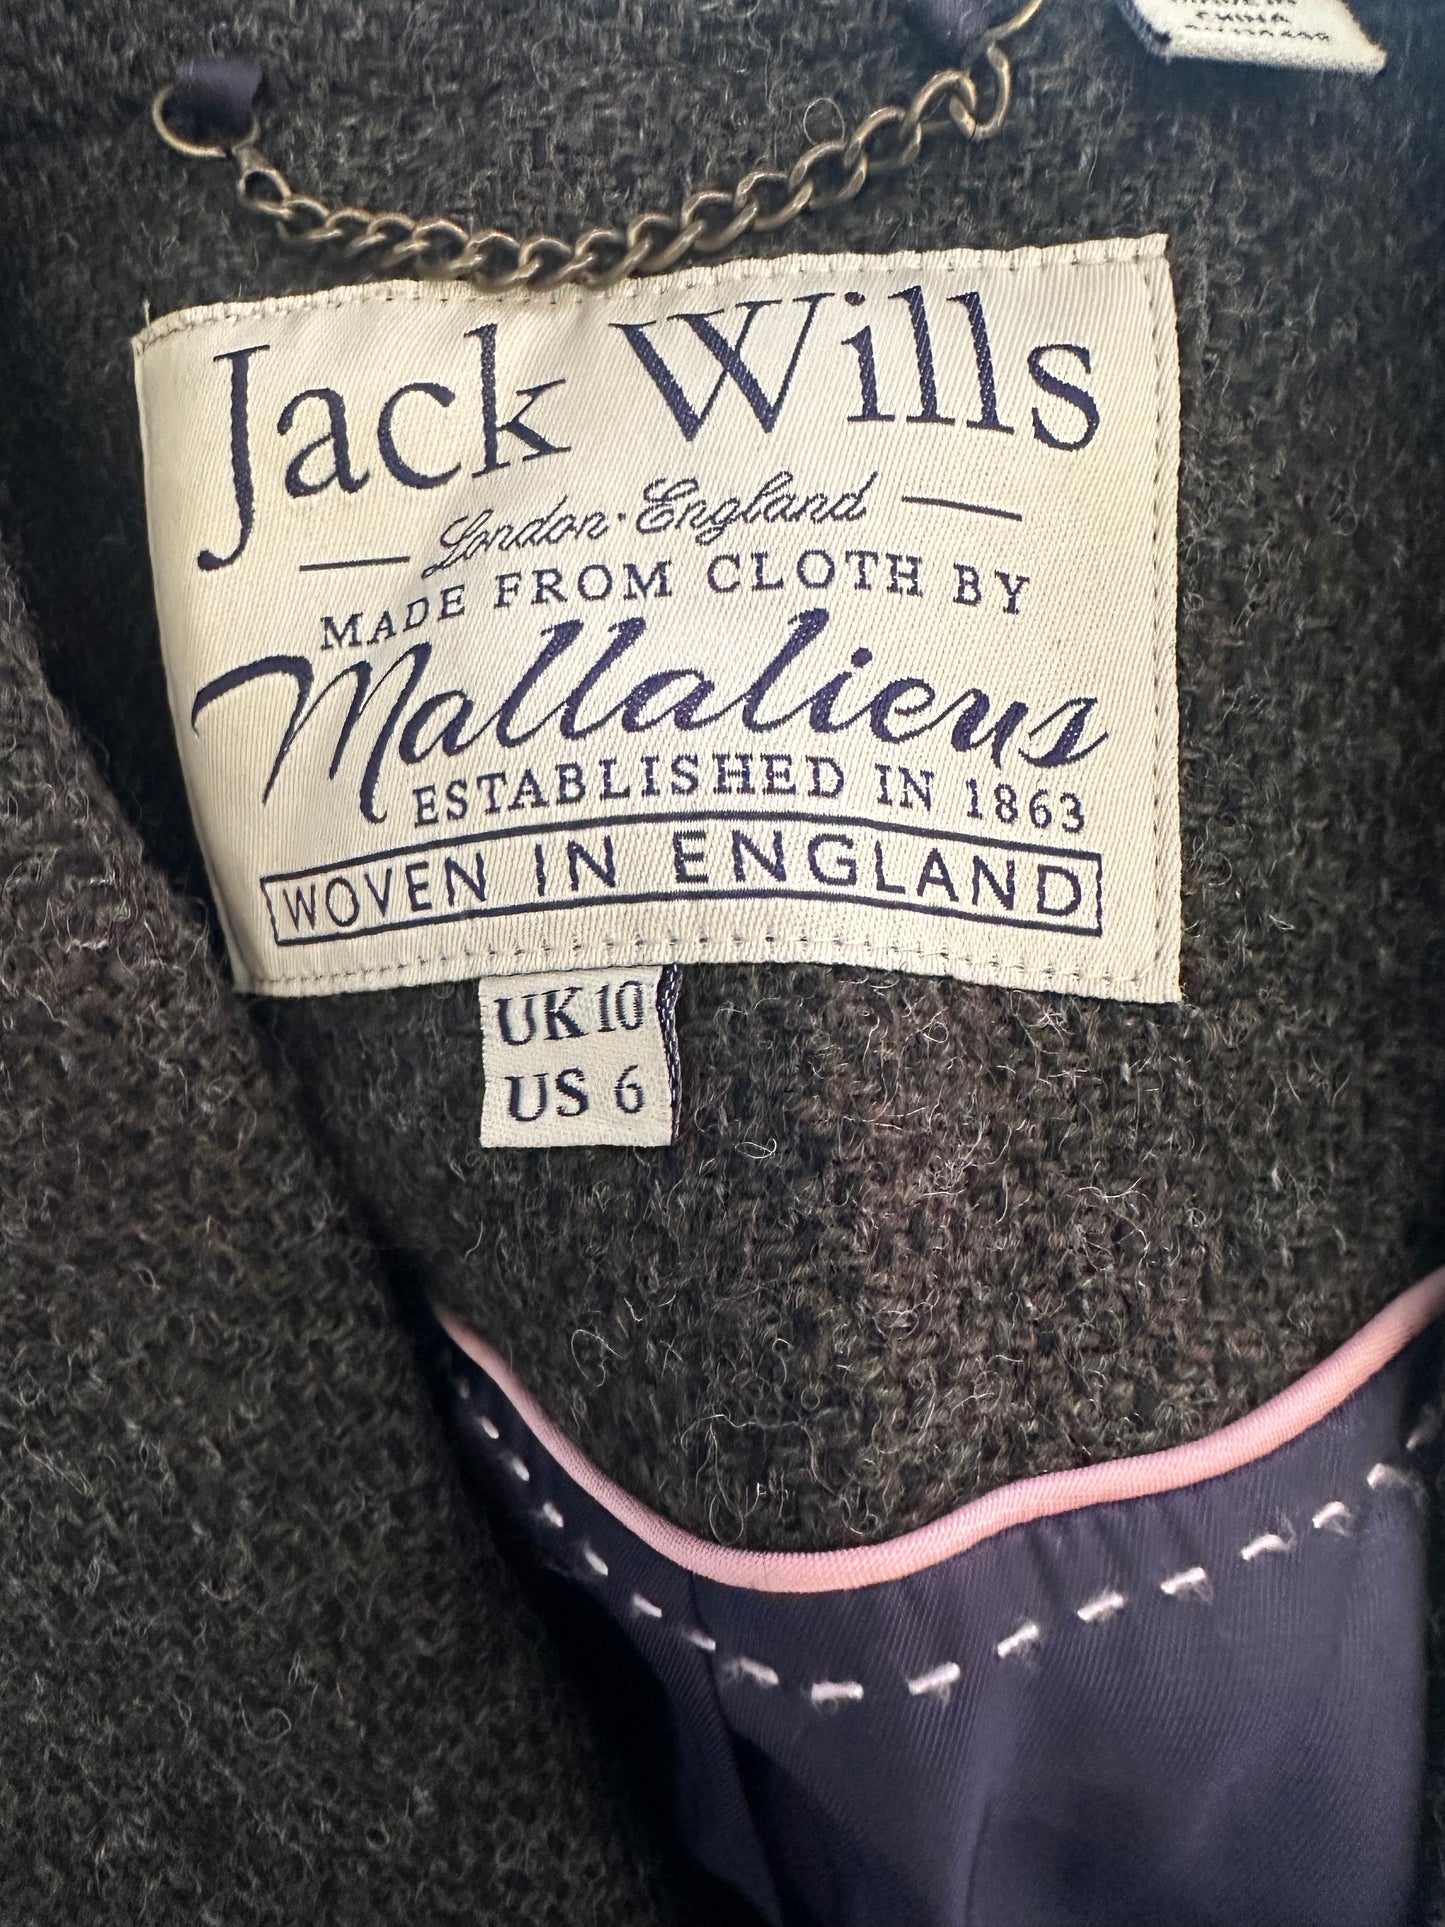 CHINA
Jack Wills
London · England
MADE FROM CLOTH BY
Mallalieus
ESTABLISHED IN 1863
WOVEN IN ENGLAND
UK 10
US 6